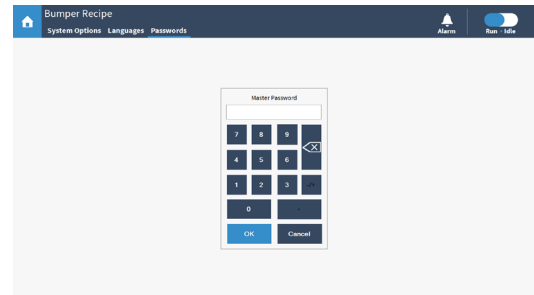 Bumper Recipe
System Options Languages Passwords
Alarm
Run - Idle
Master Password
7 8 9
4 5 6
1 2 3
0
OK Cancel